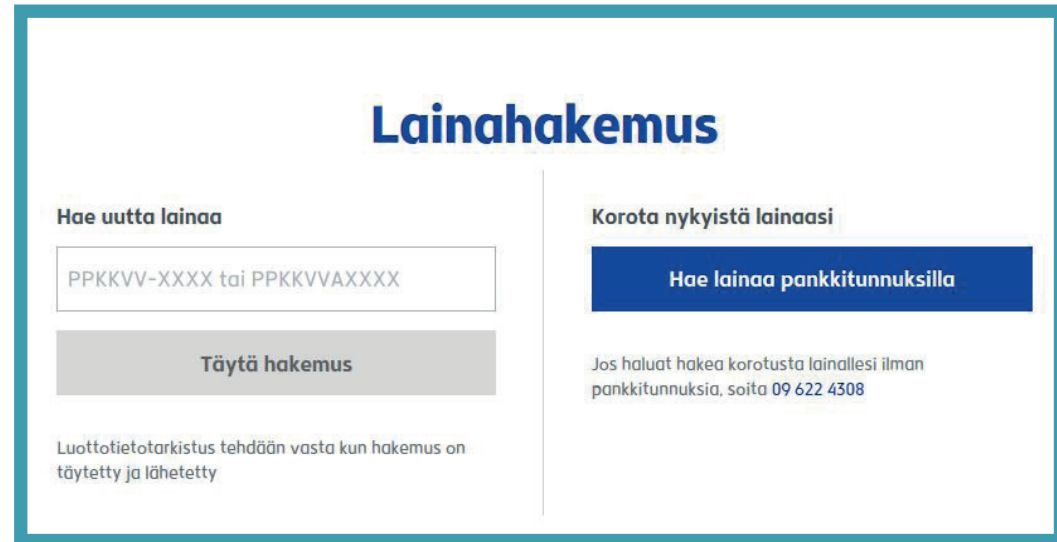 Lainahakemus
Hae uutta lainaa
PPKKVV-XXXX tai PPKKVVAXXXX
Täytä hakemus
Luottotietotarkistus tehdään vasta kun hakemus on
täytetty ja lähetetty
Korota nykyistä lainaasi
Hae lainaa pankkitunnuksilla
Jos haluat hakea korotusta lainallesi ilman
pankkitunnuksia, soita 09 622 4308